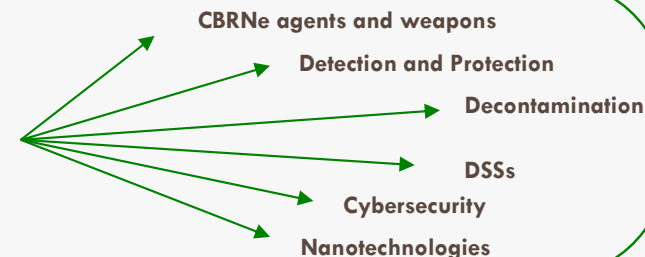 CBRNe agents and weapons
Detection and Protection
Decontamination
DSSs
Cybersecurity
Nanotechnologies